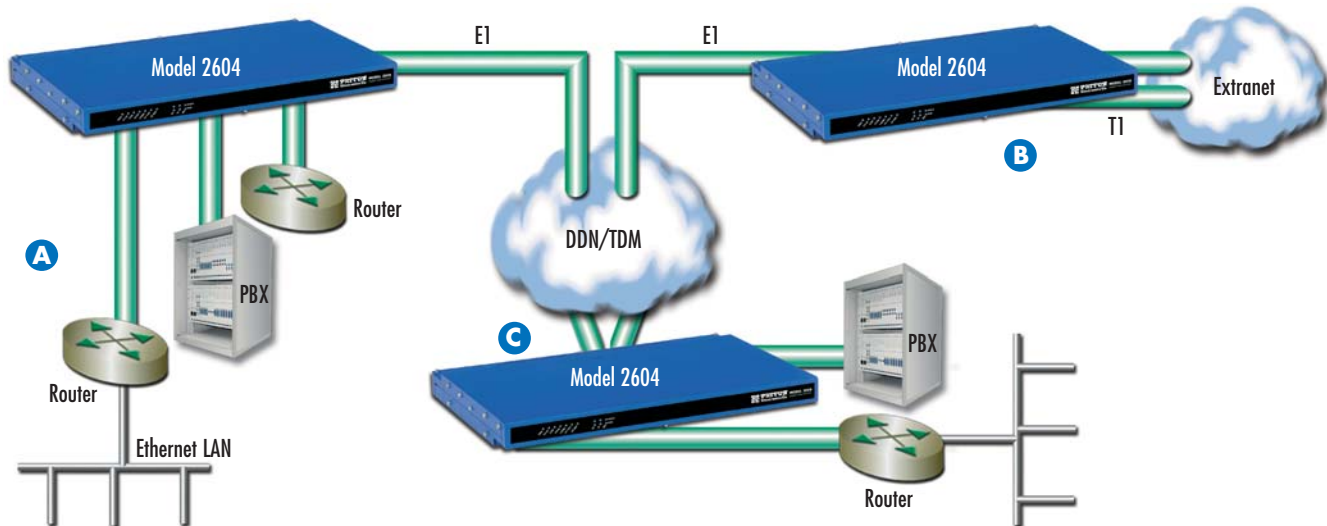 E1
E1
Model 2604
Model 2604
Extranet
T1
B
Router
DDN/TDM
A
PBX
C
PBX
Model 2604
Router
Ethernet LAN
Router